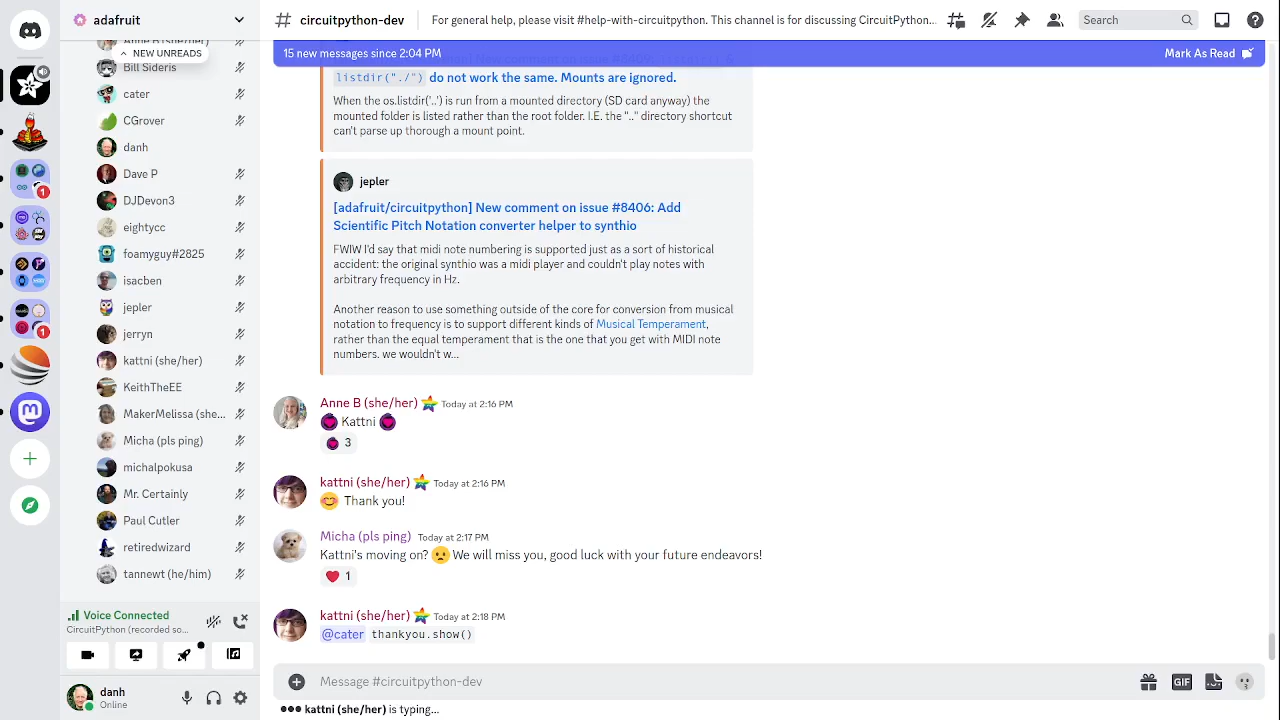 adafruit
NEW UNREADS
Bill Sideris
cater
CGrover
danh
Dave P
DJDevon3
eightycc
foamyguy#2825
isacben
jepler
jerryn
kattni (she/her)
KeithTheEE
MakerMelissa (she...
Micha (pls ping)
michalpokusa
Mr. Certainly
Paul Cutler
retiredwizard
tannewt (he/him)
Voice Connected
CircuitPython (recorded so...
danh
Online
1
1
# circuitpython-dev
For general help, please visit #help-with-circuitpython. This channel is for discussing CircuitPython...
Search
15 new messages since 2:04 PM
Mark As Read
listdir("./") do not work the same. Mounts are ignored.
When the os.listdir('..') is run from a mounted directory (SD card anyway) the
mounted folder is listed rather than the root folder. I.E. the ".." directory shortcut
can't parse up thorough a mount point.
jepler
[adafruit/circuitpython] New comment on issue #8406: Add
Scientific Pitch Notation converter helper to synthio
FWIW I'd say that midi note numbering is supported just as a sort of historical
accident: the original synthio was a midi player and couldn't play notes with
arbitrary frequency in Hz.
Another reason to use something outside of the core for conversion from musical
notation to frequency is to support different kinds of Musical Temperament,
rather than the equal temperament that is the one that you get with MIDI note
numbers. we wouldn't w...
Anne B (she/her) Today at 2:16 PM
Kattni
3
kattni (she/her) Today at 2:16 PM
Thank you!
Micha (pls ping) Today at 2:17 PM
Kattni's moving on? We will miss you, good luck with your future endeavors!
1
kattni (she/her) Today at 2:18 PM
@cater thankyou.show()
Message #circuitpython-dev
GIF
kattni (she/her) is typing...